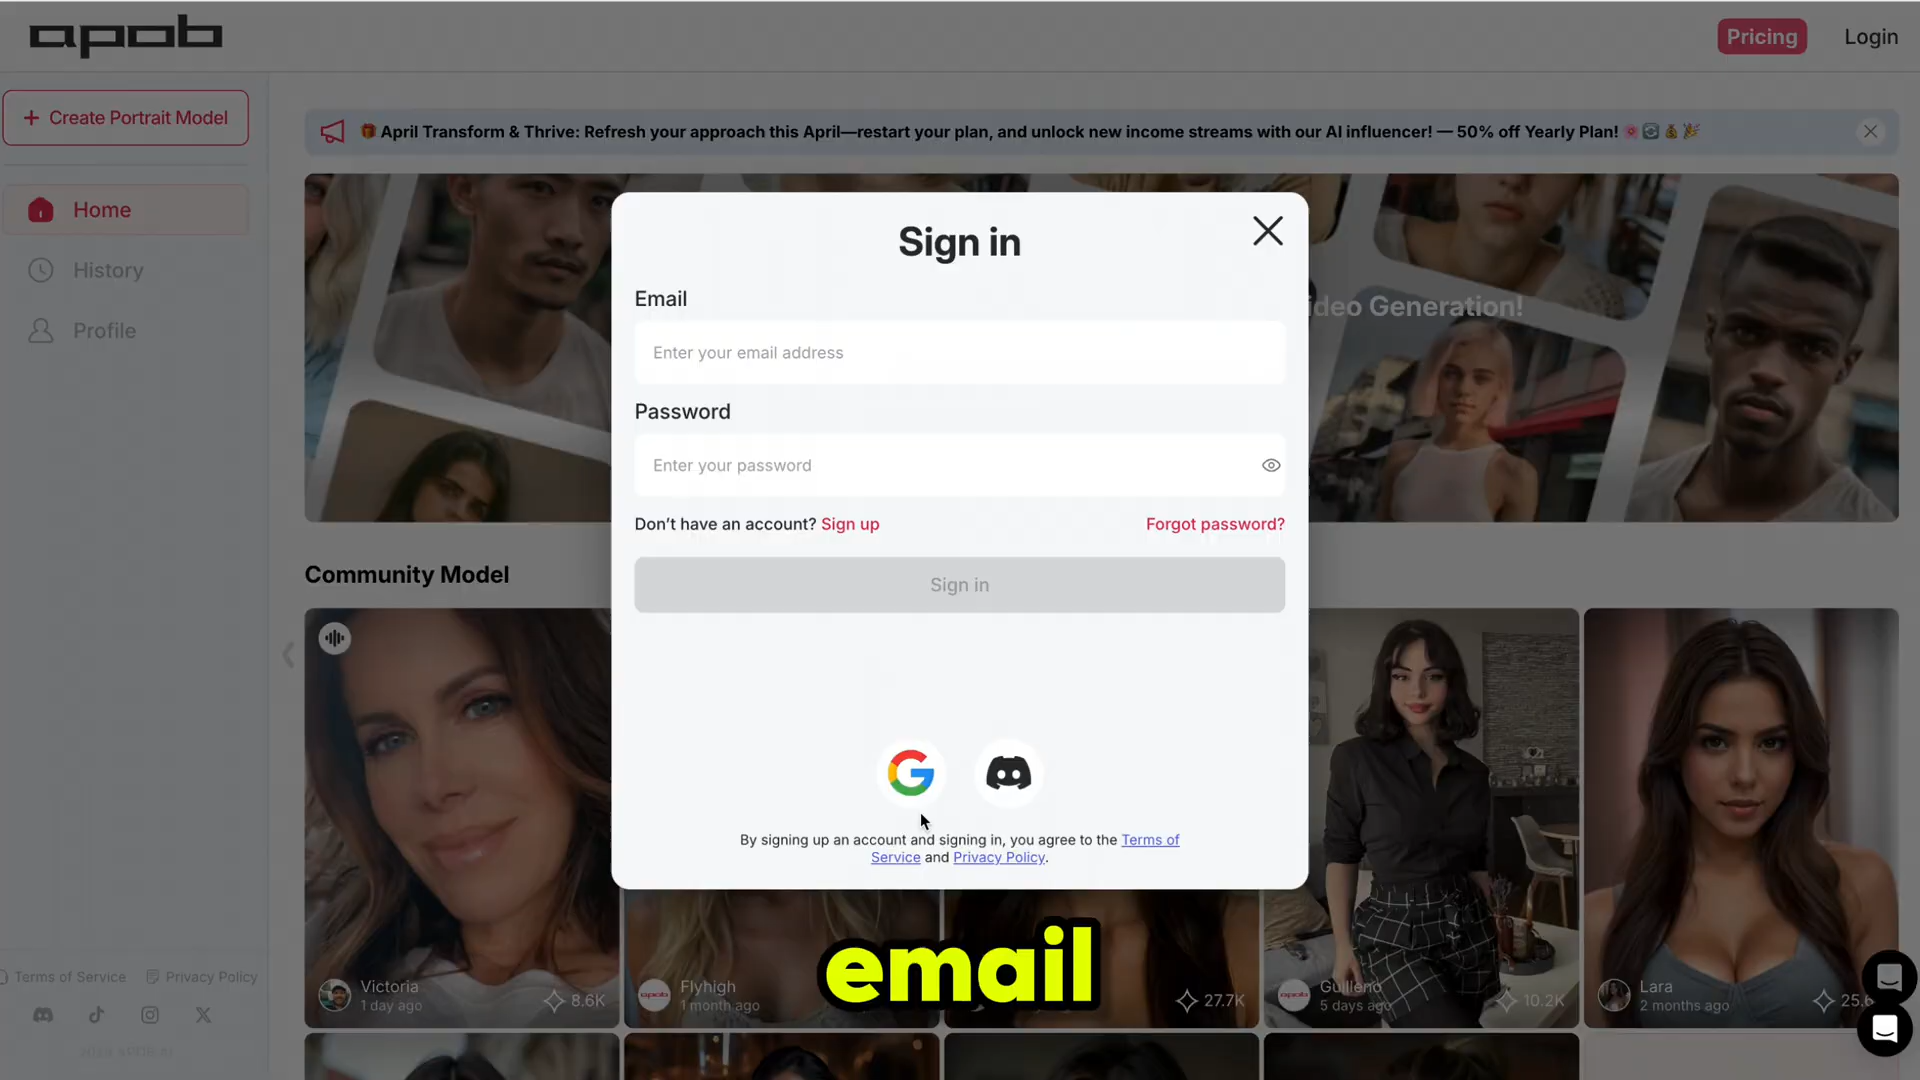 apob
Pricing
Login
+ Create Portrait Model
🎁 April Transform & Thrive: Refresh your approach this April—restart your plan, and unlock new income streams with our AI influencer! — 50% off Yearly Plan!
Home
History
Profile
ideo Generation!
Sign in
Email
Enter your email address
Password
Enter your password
Don't have an account? Sign up
Forgot password?
Sign in
By signing up an account and signing in, you agree to the Terms of
Service and Privacy Policy.
Community Model
Victoria
1 day ago
8.6K
Flyhigh
1 month ago
27.7K
Guilleno
5 days ago
10.2K
Lara
2 months ago
25.6
email
Terms of Service
Privacy Policy